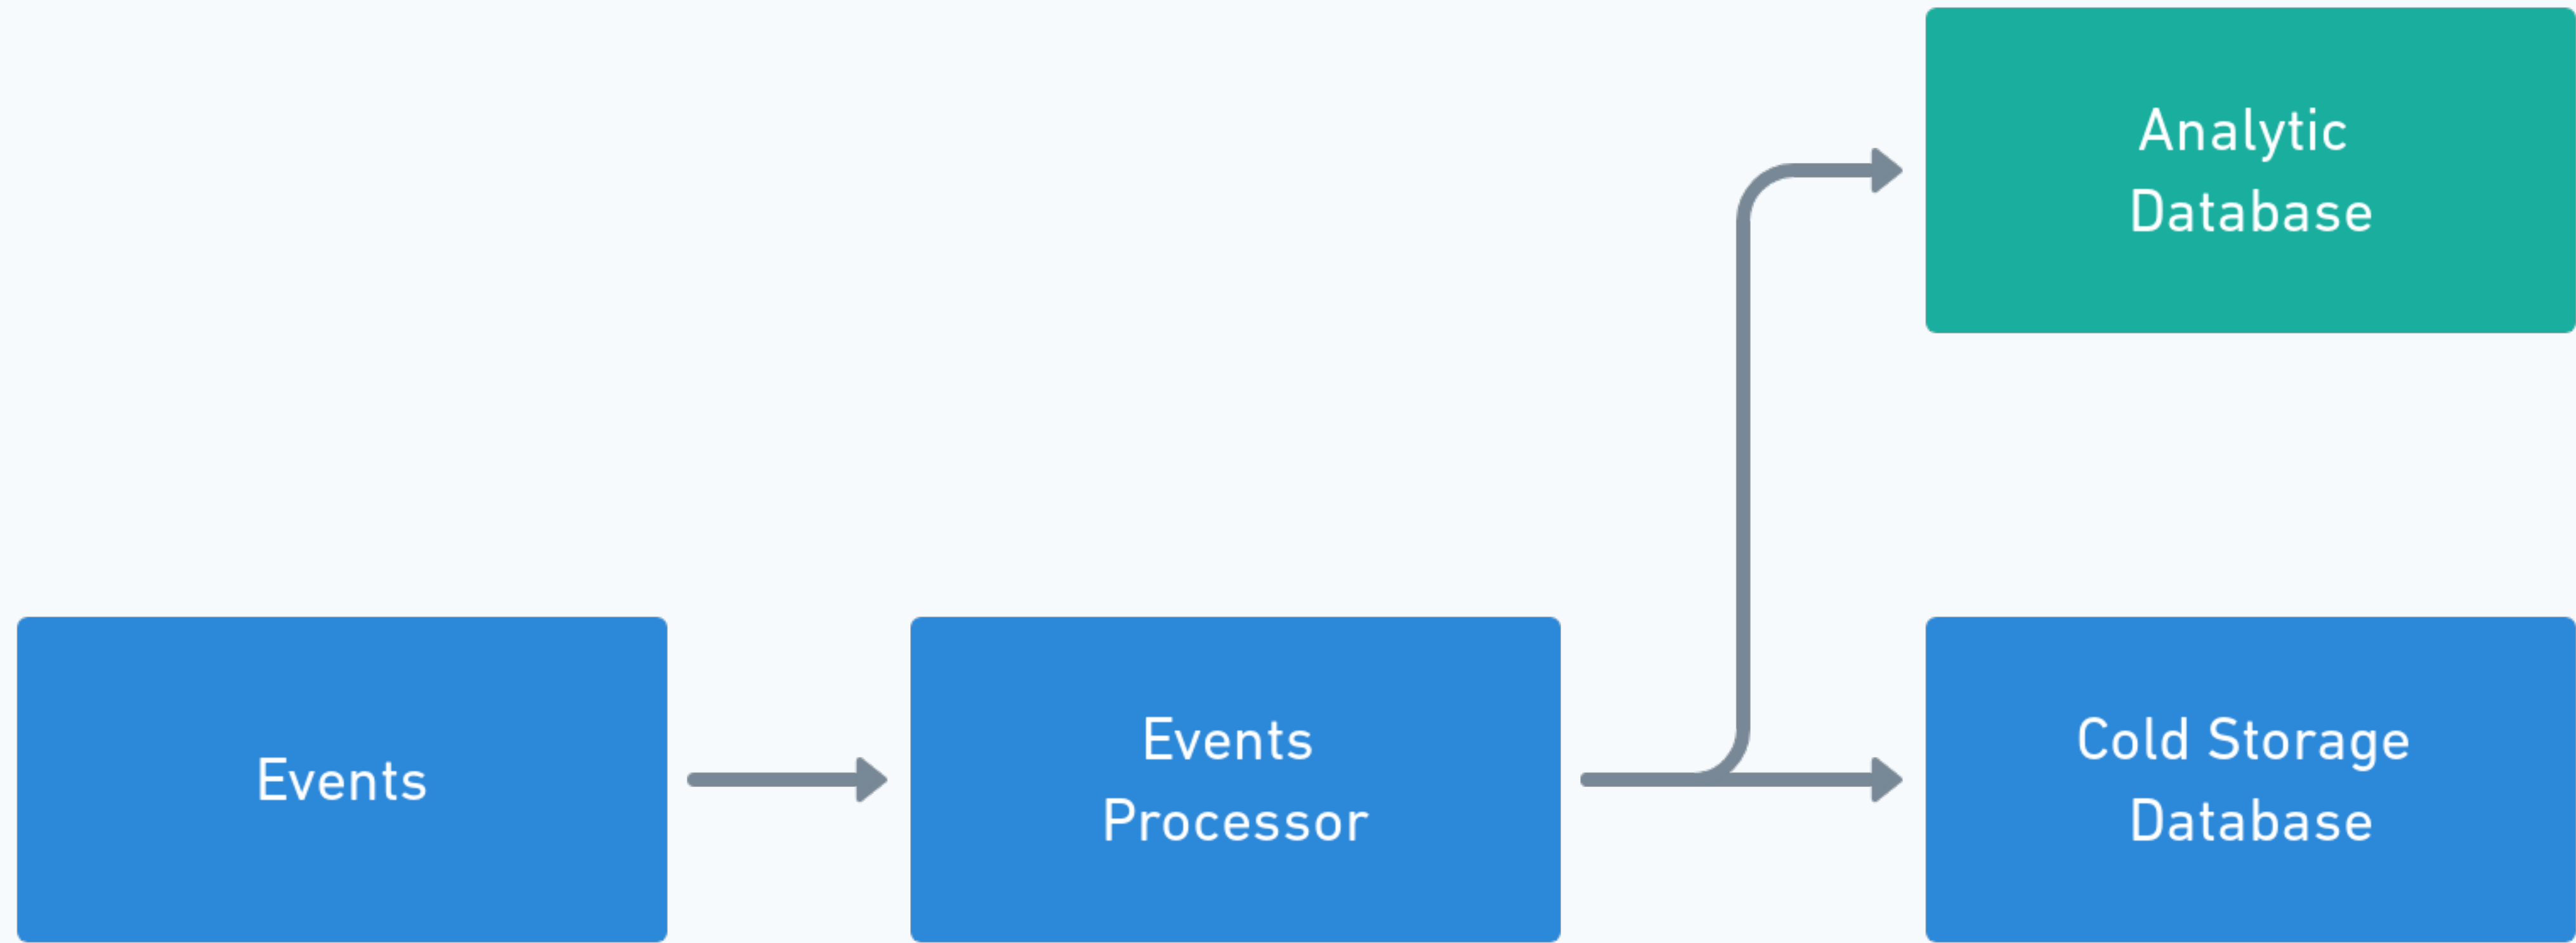 Analytic
Database
Events
Events
Processor
Cold Storage
Database